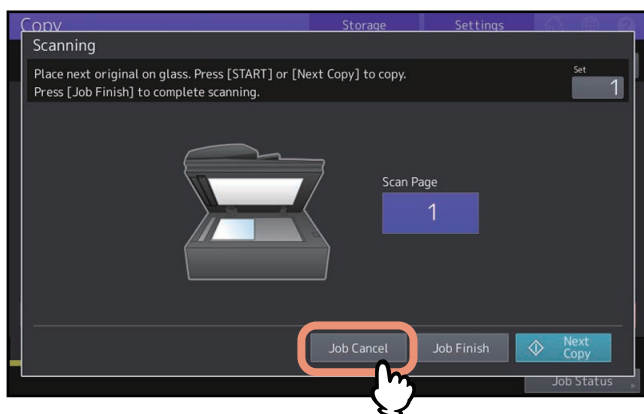 Copy
Storage
Settings
Scanning
Place next original on glass. Press [START] or [Next Copy] to copy.
Press [Job Finish] to complete scanning.
Set
1
Scan Page
1
Job Cancel
Job Finish
Next
Copy
Job Status